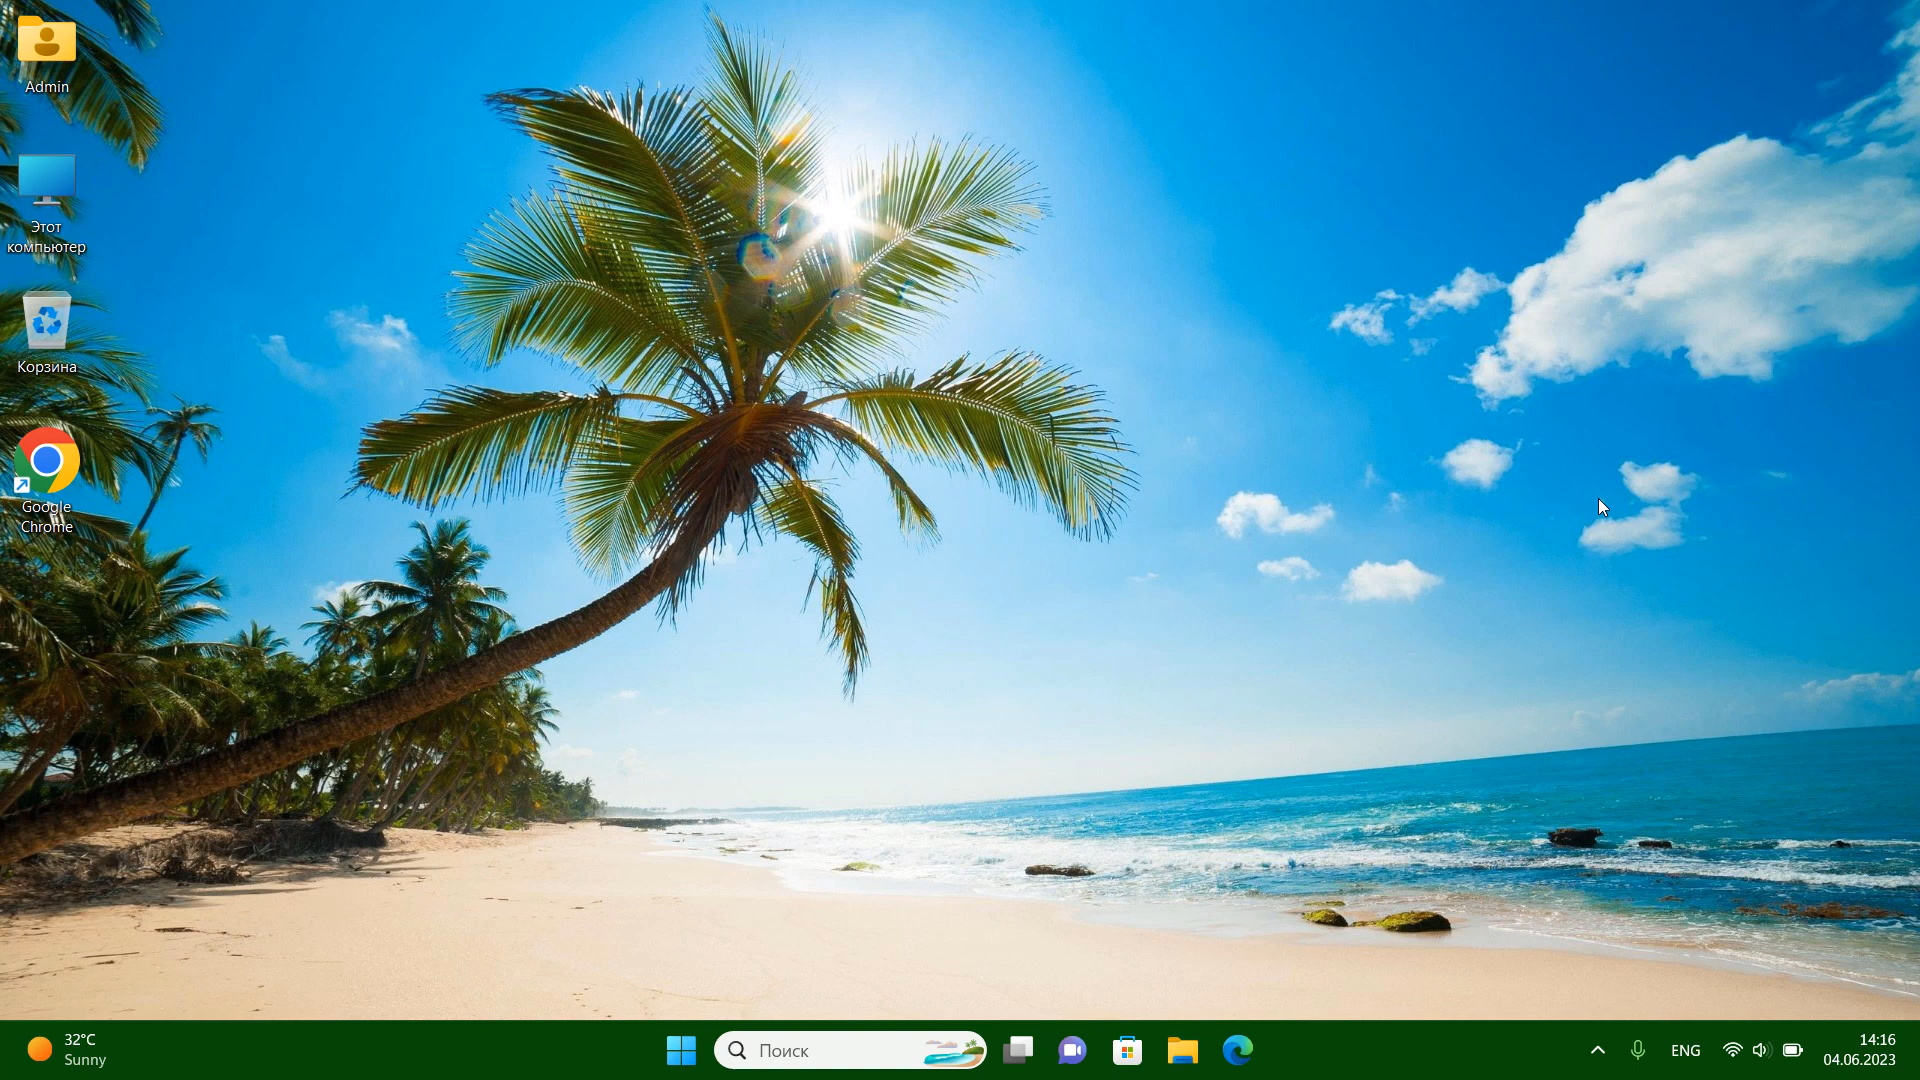 Admin
Этот
компьютер
Корзина
Google
Chrome
32°C
Sunny
Поиск
ENG
14:16
04.06.2023